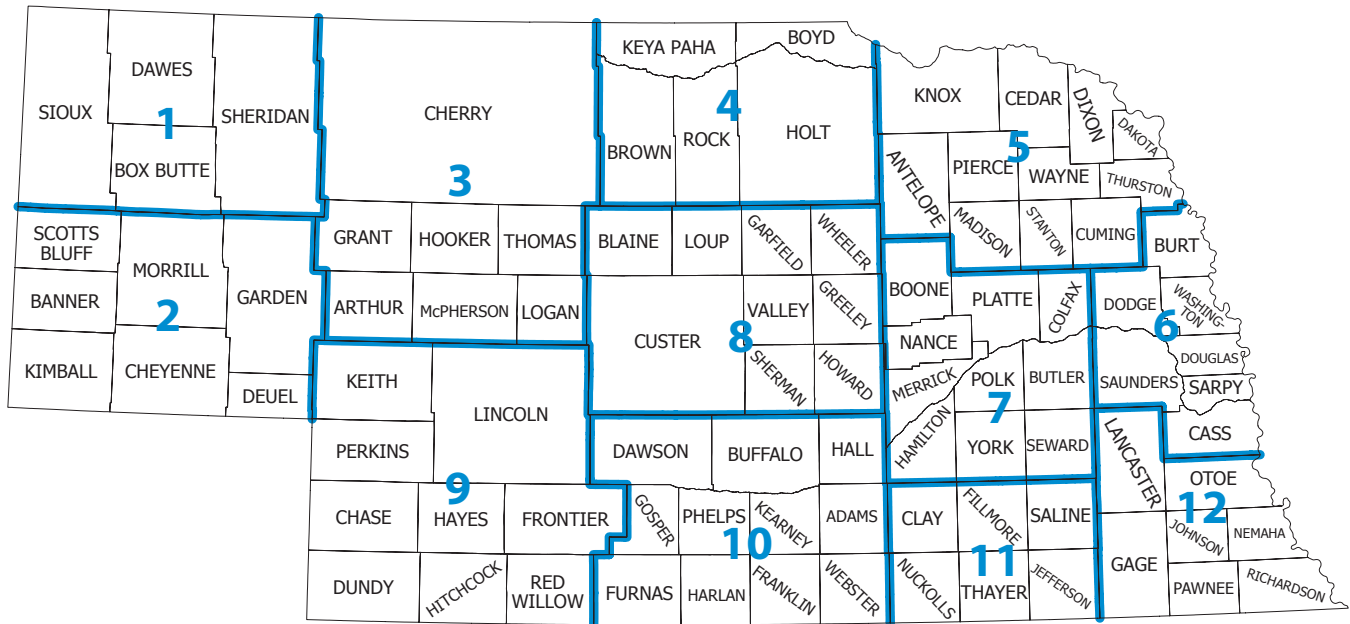 SIOUX
DAWES
1
BOX BUTTE
SHERIDAN
SCOTTS
BLUFF
BANNER
KIMBALL
MORRILL
2
CHEYENNE
GARDEN
DEUEL
CHERRY
3
GRANT
HOOKER
THOMAS
ARTHUR
McPHERSON
LOGAN
KEYA PAHA
BOYD
4
BROWN
ROCK
HOLT
KNOX
CEDAR
DIXON
DAKOTA
5
ANTELOPE
PIERCE
WAYNE
THURSTON
MADISON
STANTON
CUMING
BURT
DODGE
WASHING-
TON
6
DOUGLAS
SAUNDERS
SARPY
CASS
BOONE
PLATTE
COLFAX
NANCE
MERRICK
POLK
BUTLER
7
HAMILTON
YORK
SEWARD
BLAINE
LOUP
GARFIELD
WHEELER
CUSTER
VALLEY
GREELEY
8
SHERMAN
HOWARD
KEITH
LINCOLN
PERKINS
9
CHASE
HAYES
FRONTIER
DUNDY
HITCHCOCK
RED
WILLOW
DAWSON
BUFFALO
HALL
GOSPER
PHELPS
KEARNEY
ADAMS
10
FURNAS
HARLAN
FRANKLIN
WEBSTER
CLAY
FILLMORE
SALINE
11
NUCKOLLS
THAYER
JEFFERSON
LANCASTER
OTOE
12
GAGE
JOHNSON
NEMAHA
PAWNEE
RICHARDSON